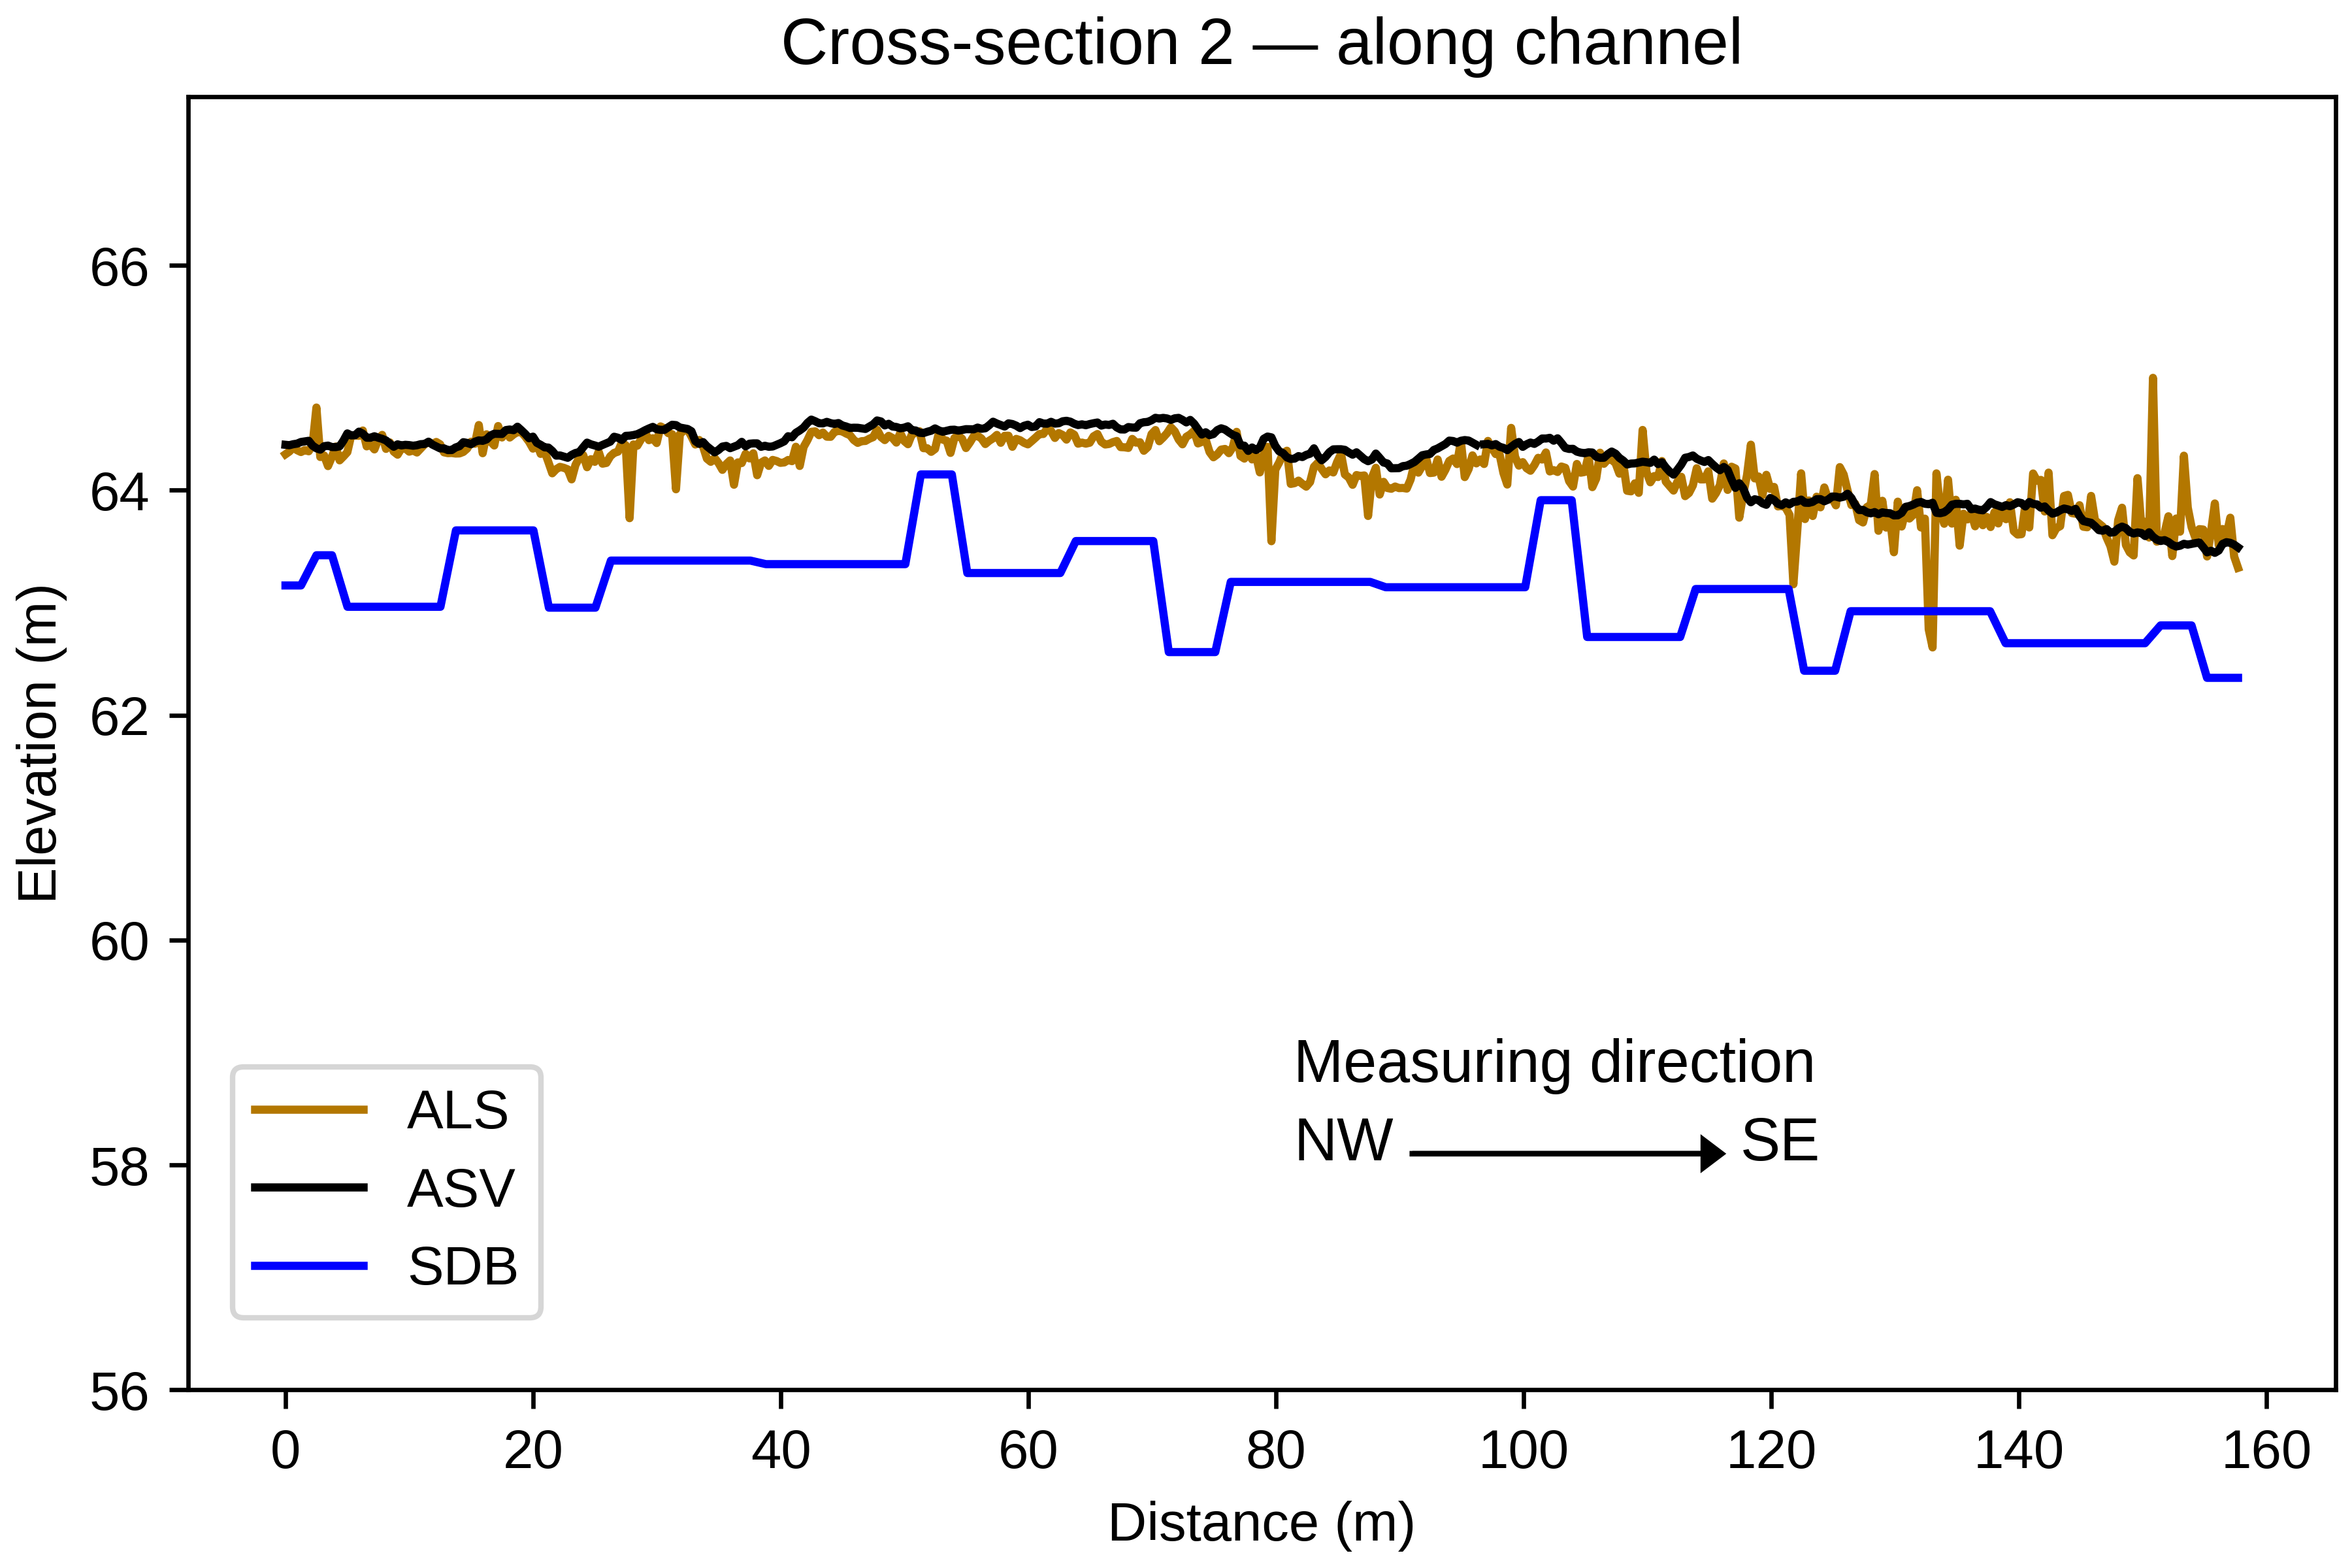 Cross-section 2 — along channel
Elevation (m)
66
64
62
60
58
56
Measuring direction
NW SE
ALS
ASV
SDB
0 20 40 60 80 100 120 140 160
Distance (m)